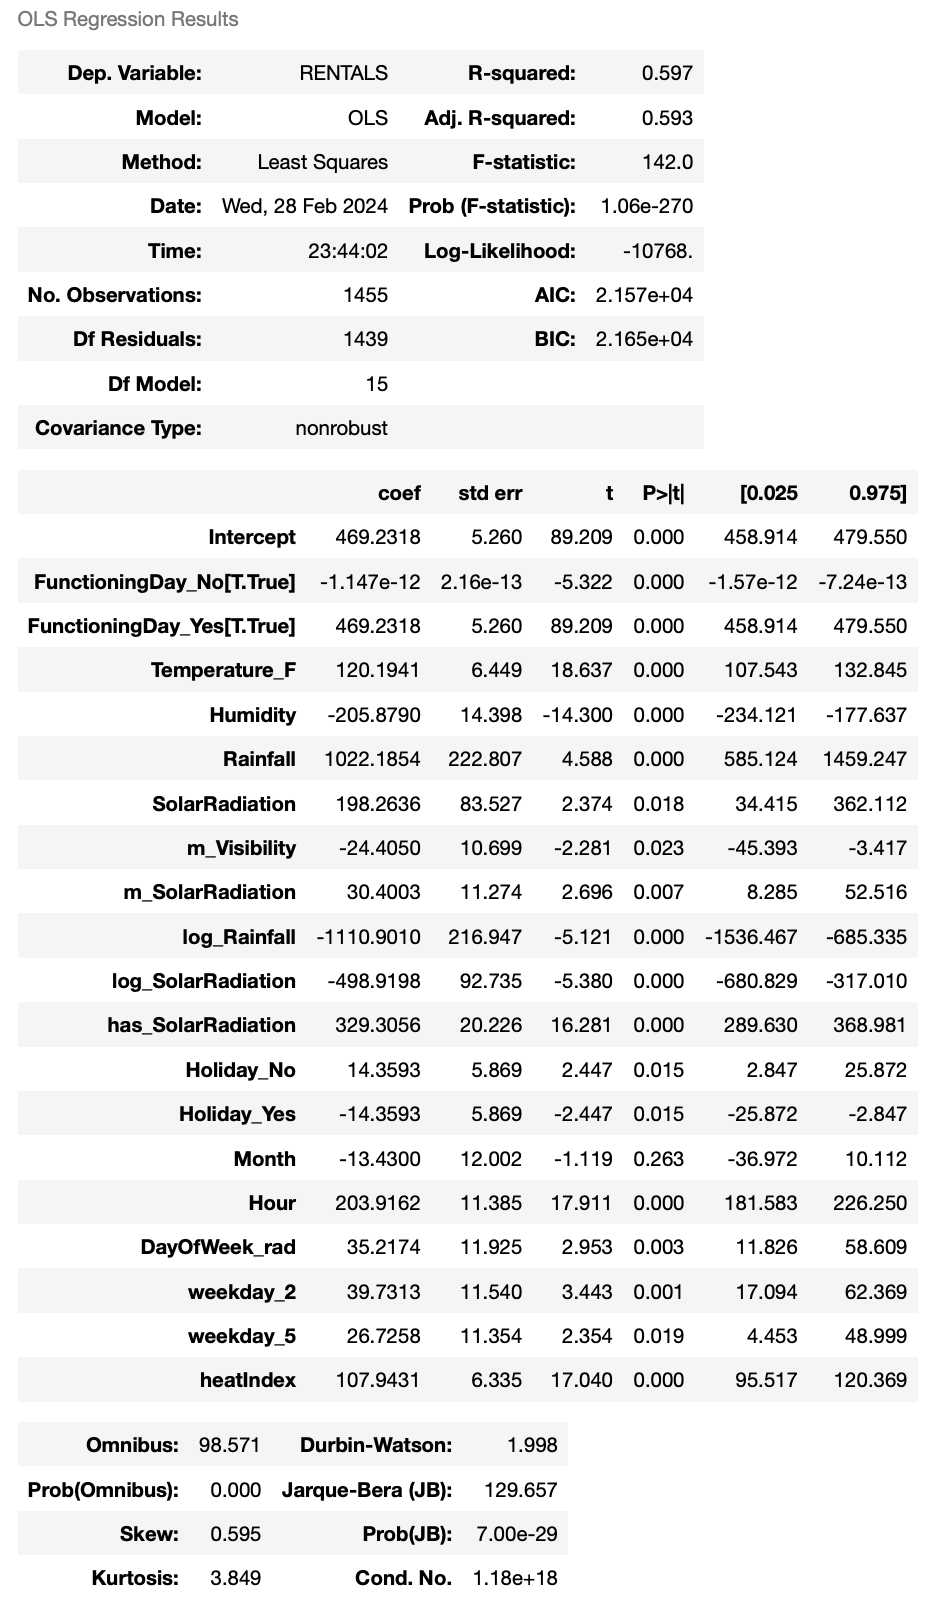 OLS Regression Results
Dep. Variable: RENTALS R-squared: 0.597
Model: OLS Adj. R-squared: 0.593
Method: Least Squares F-statistic: 142.0
Date: Wed, 28 Feb 2024 Prob (F-statistic): 1.06e-270
Time: 23:44:02 Log-Likelihood: -10768.
No. Observations: 1455 AIC: 2.157e+04
Df Residuals: 1439 BIC: 2.165e+04
Df Model: 15
Covariance Type: nonrobust
coef std err t P>|t| [0.025 0.975]
Intercept 469.2318 5.260 89.209 0.000 458.914 479.550
FunctioningDay_No[T.True] -1.147e-12 2.16e-13 -5.322 0.000 -1.57e-12 -7.24e-13
FunctioningDay_Yes[T.True] 469.2318 5.260 89.209 0.000 458.914 479.550
Temperature_F 120.1941 6.449 18.637 0.000 107.543 132.845
Humidity -205.8790 14.398 -14.300 0.000 -234.121 -177.637
Rainfall 1022.1854 222.807 4.588 0.000 585.124 1459.247
SolarRadiation 198.2636 83.527 2.374 0.018 34.415 362.112
m_Visibility -24.4050 10.699 -2.281 0.023 -45.393 -3.417
m_SolarRadiation 30.4003 11.274 2.696 0.007 8.285 52.516
log_Rainfall -1110.9010 216.947 -5.121 0.000 -1536.467 -685.335
log_SolarRadiation -498.9198 92.735 -5.380 0.000 -680.829 -317.010
has_SolarRadiation 329.3056 20.226 16.281 0.000 289.630 368.981
Holiday_No 14.3593 5.869 2.447 0.015 2.847 25.872
Holiday_Yes -14.3593 5.869 -2.447 0.015 -25.872 -2.847
Month -13.4300 12.002 -1.119 0.263 -36.972 10.112
Hour 203.9162 11.385 17.911 0.000 181.583 226.250
DayOfWeek_rad 35.2174 11.925 2.953 0.003 11.826 58.609
weekday_2 39.7313 11.540 3.443 0.001 17.094 62.369
weekday_5 26.7258 11.354 2.354 0.019 4.453 48.999
heatIndex 107.9431 6.335 17.040 0.000 95.517 120.369
Omnibus: 98.571 Durbin-Watson: 1.998
Prob(Omnibus): 0.000 Jarque-Bera (JB): 129.657
Skew: 0.595 Prob(JB): 7.00e-29
Kurtosis: 3.849 Cond. No. 1.18e+18